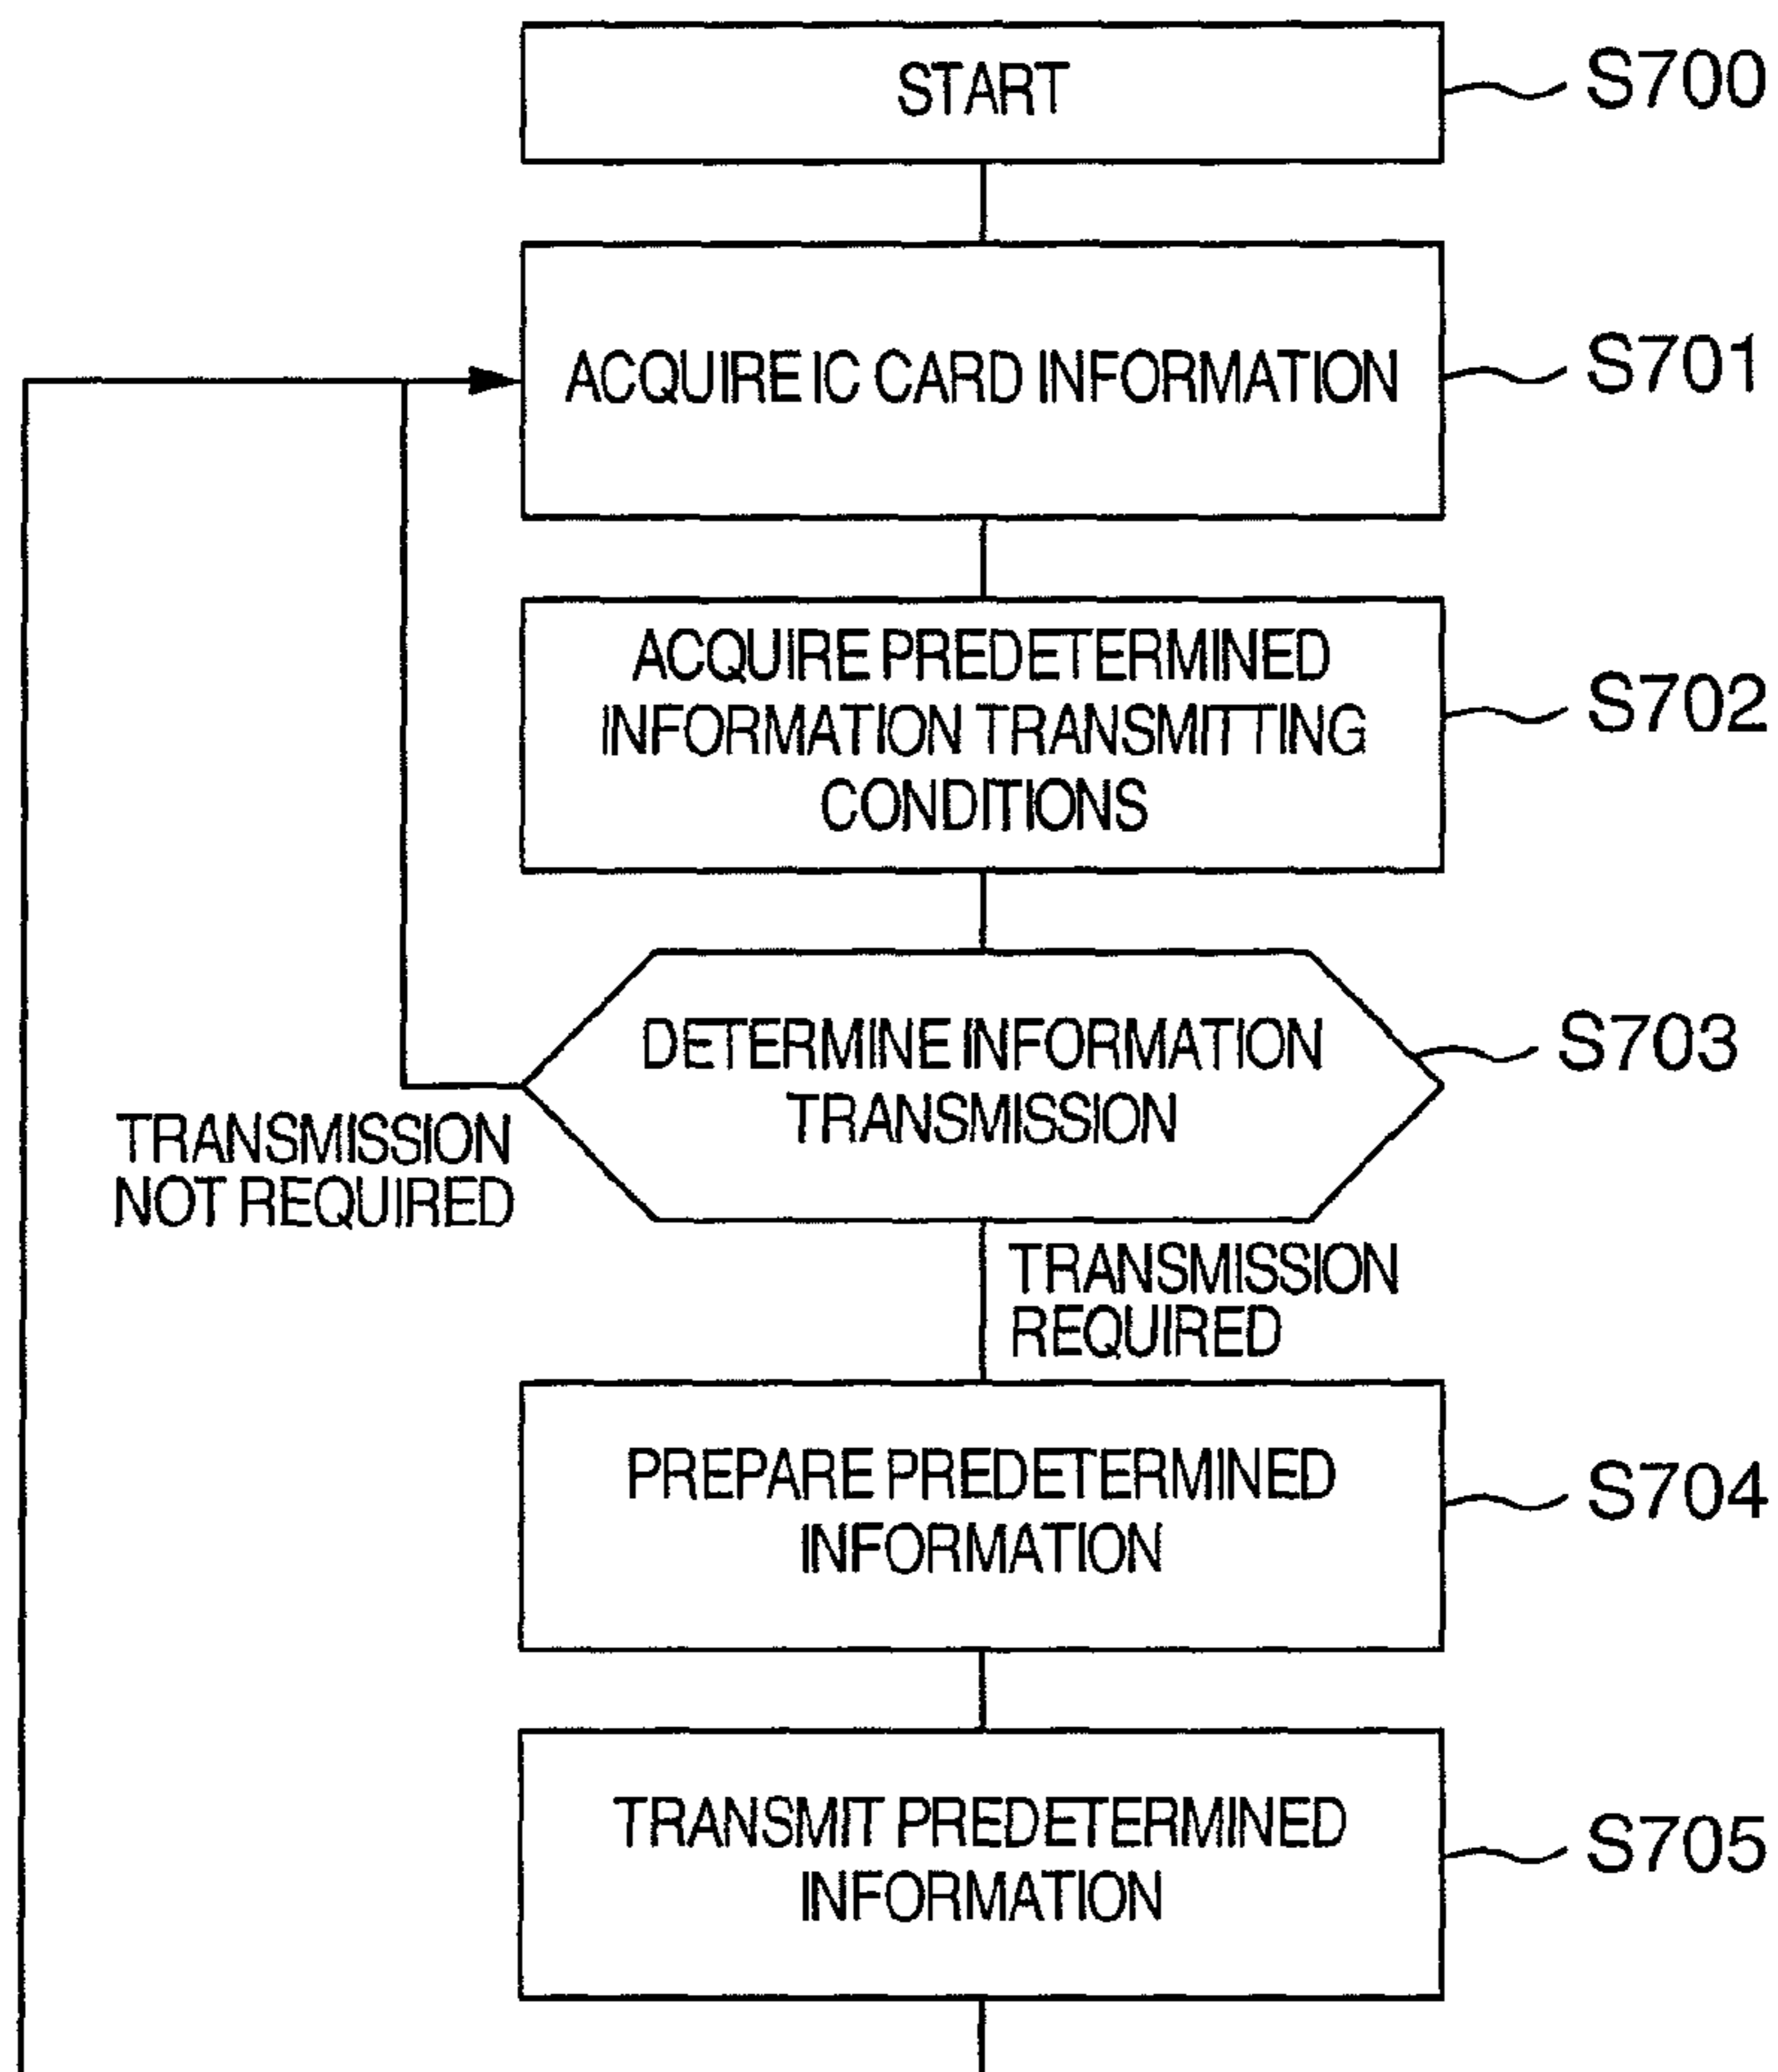 START
S700
ACQUIRE IC CARD INFORMATION
S701
ACQUIRE PREDETERMINED
INFORMATION TRANSMITTING
CONDITIONS
S702
DETERMINE INFORMATION
TRANSMISSION
S703
TRANSMISSION
NOT REQUIRED
TRANSMISSION
REQUIRED
PREPARE PREDETERMINED
INFORMATION
S704
TRANSMIT PREDETERMINED
INFORMATION
S705